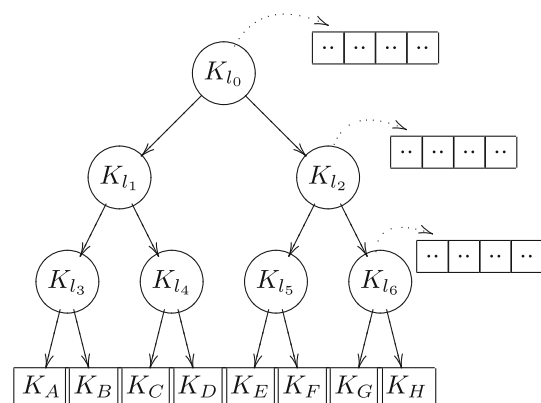 K_{l_0} .. .. .. ..
K_{l_1} K_{l_2} .. .. .. ..
K_{l_3} K_{l_4} K_{l_5} K_{l_6} .. .. .. ..
K_A K_B K_C K_D K_E K_F K_G K_H